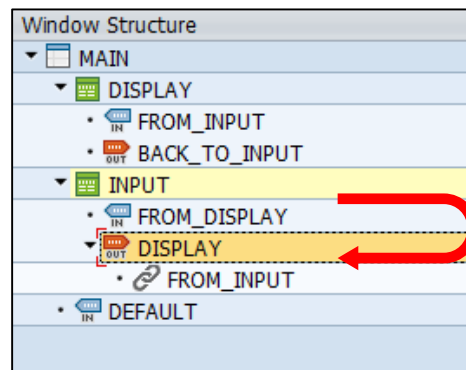 Window Structure
MAIN
DISPLAY
IN FROM_INPUT
OUT BACK_TO_INPUT
INPUT
IN FROM_DISPLAY
OUT DISPLAY
FROM_INPUT
IN DEFAULT